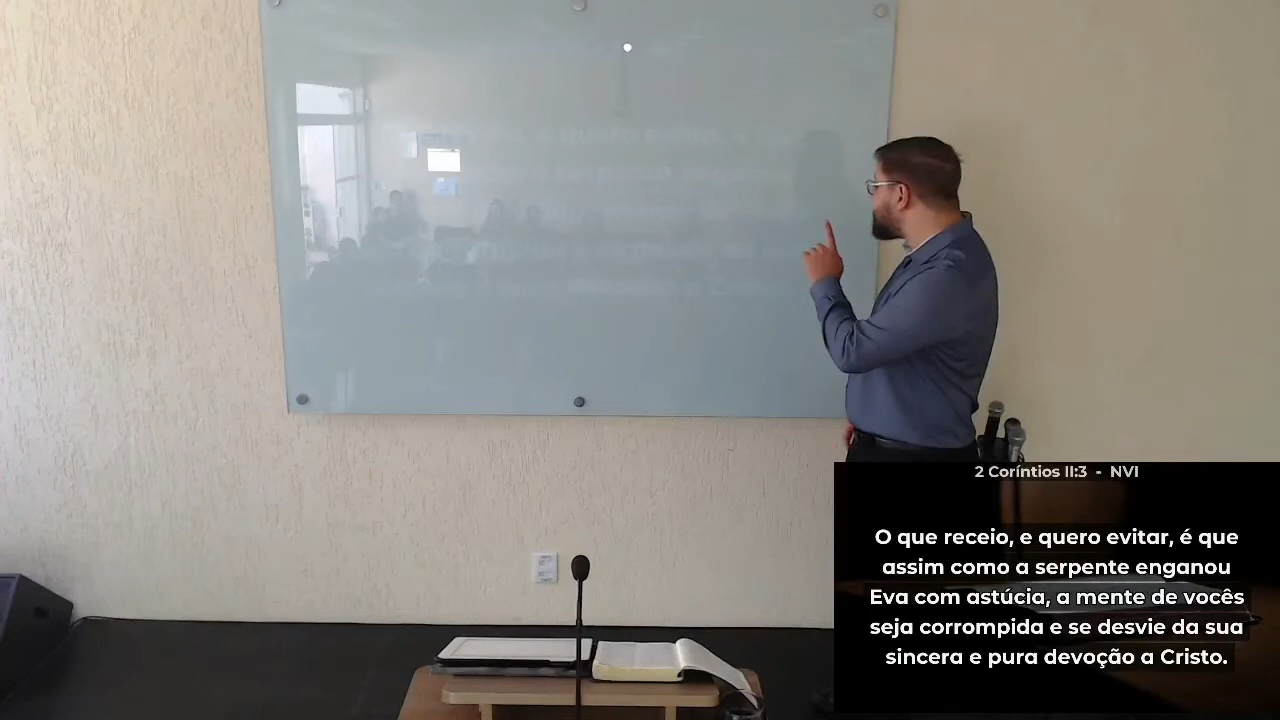 2 Coríntios 11:3 - NVI
O que receio, e quero evitar, é que
assim como a serpente enganou
Eva com astúcia, a mente de vocês
seja corrompida e se desvie da sua
sincera e pura devoção a Cristo.